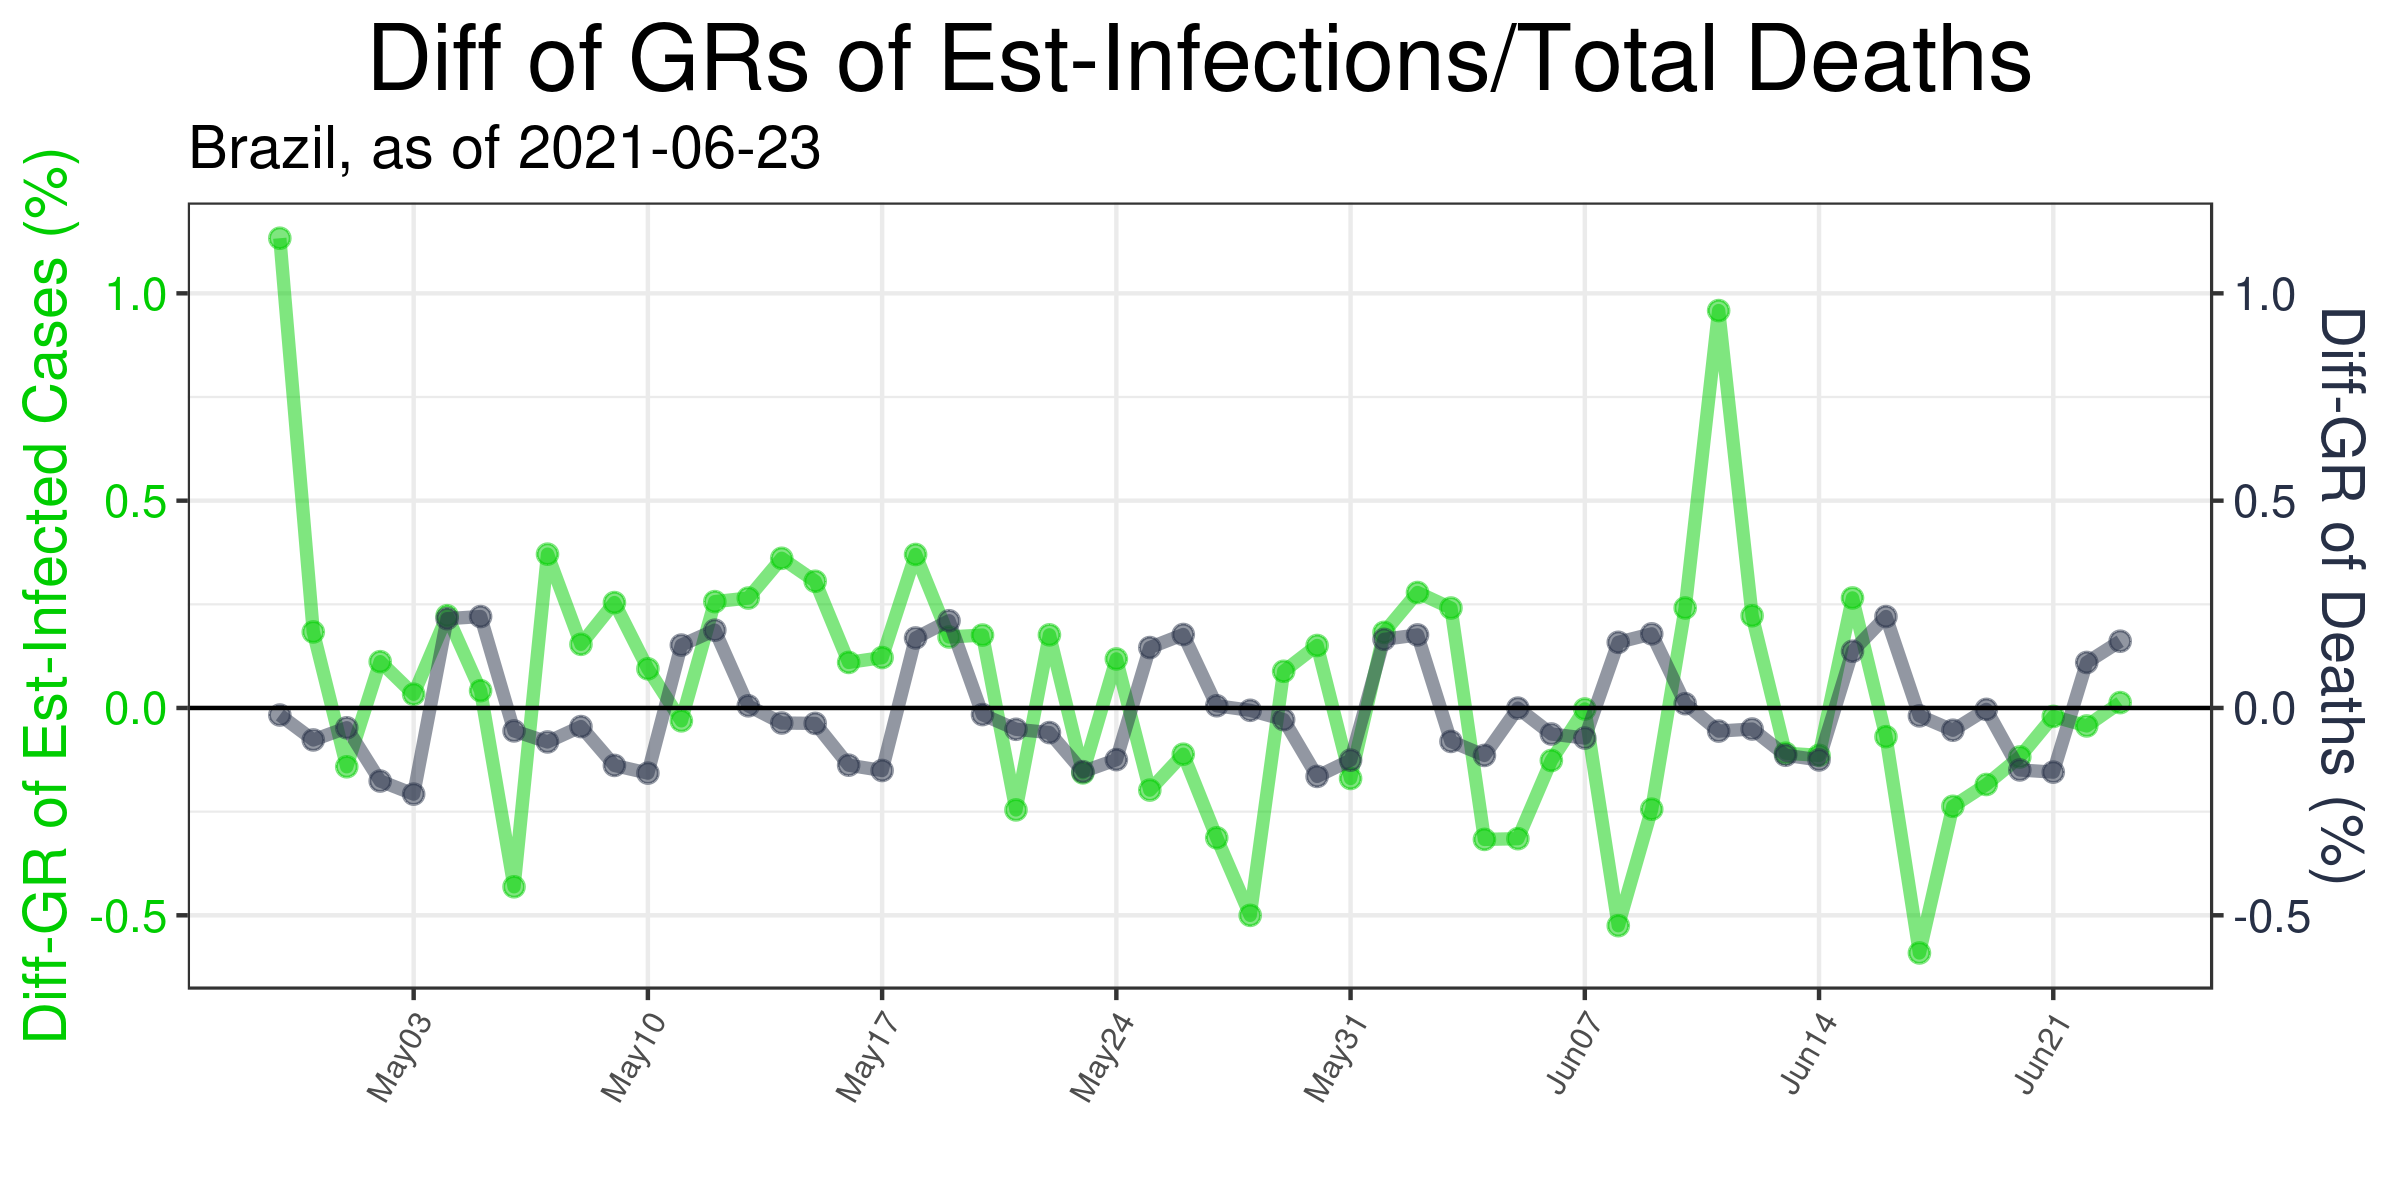 Diff of GRs of Est-Infections/Total Deaths
Brazil, as of 2021-06-23
Diff-GR of Est-Infected Cases (%)
1.0
0.5
0.0
-0.5
1.0
0.5
0.0
-0.5
Diff-GR of Deaths (%)
May03
May10
May17
May24
May31
Jun07
Jun14
Jun21